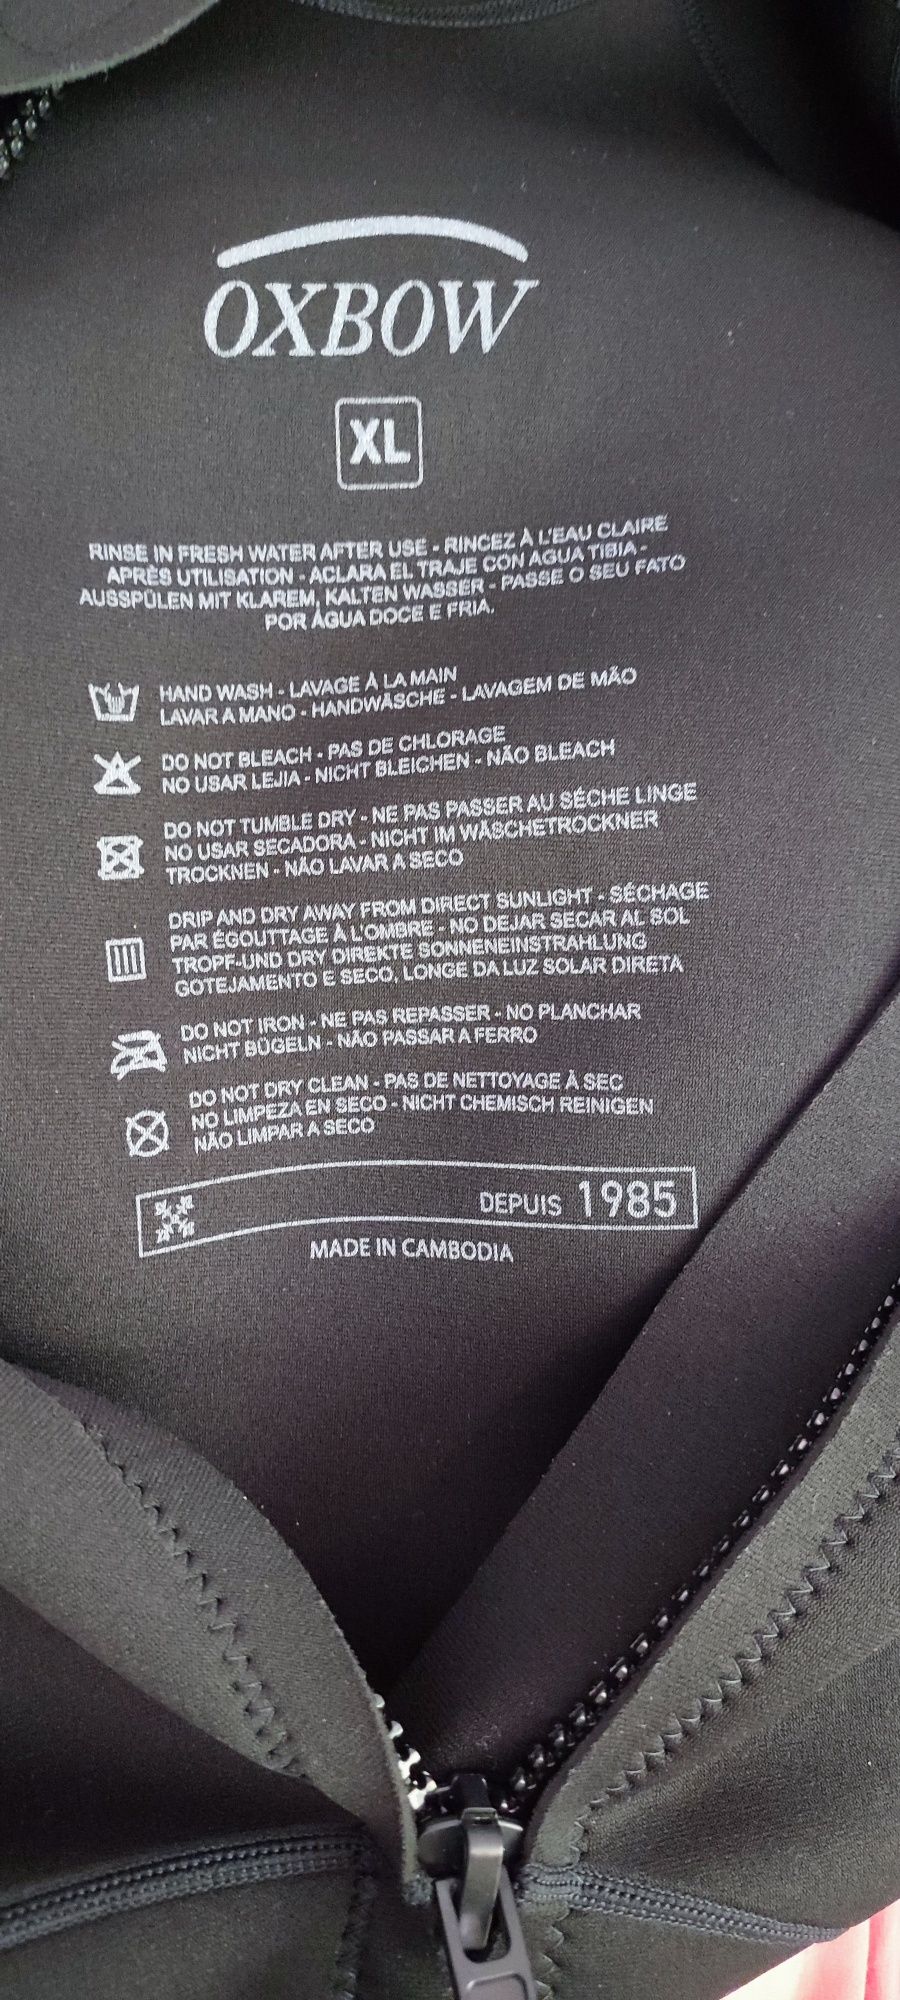 OXBOW
XL
RINSE IN FRESH WATER AFTER USE - RINCEZ À L'EAU CLAIRE
APRÈS UTILISATION - ACLARA EL TRAJE CON AGUA TIBIA -
AUSSPÜLEN MIT KLAREM, KALTEN WASSER - PASSE O SEU FATO
POR ÁGUA DOCE E FRIA.
HAND WASH - LAVAGE À LA MAIN
LAVAR A MANO - HANDWÄSCHE - LAVAGEM DE MÃO
DO NOT BLEACH - PAS DE CHLORAGE
NO USAR LEJIA - NICHT BLEICHEN - NÃO BLEACH
DO NOT TUMBLE DRY - NE PAS PASSER AU SÉCHE LINGE
NO USAR SECADORA - NICHT IM WÄSCHETROCKNER
TROCKNEN - NÃO LAVAR A SECO
DRIP AND DRY AWAY FROM DIRECT SUNLIGHT - SÉCHAGE
PAR ÉGOUTTAGE À L'OMBRE - NO DEJAR SECAR AL SOL
TROPF-UND DRY DIREKTE SONNENEINSTRAHLUNG
GOTEJAMENTO E SECO, LONGE DA LUZ SOLAR DIRETA
DO NOT IRON - NE PAS REPASSER - NO PLANCHAR
NICHT BÜGELN - NÃO PASSAR A FERRO
DO NOT DRY CLEAN - PAS DE NETTOYAGE À SEC
NO LIMPEZA EN SECO - NICHT CHEMISCH REINIGEN
NÃO LIMPAR A SECO
DEPUIS 1985
MADE IN CAMBODIA